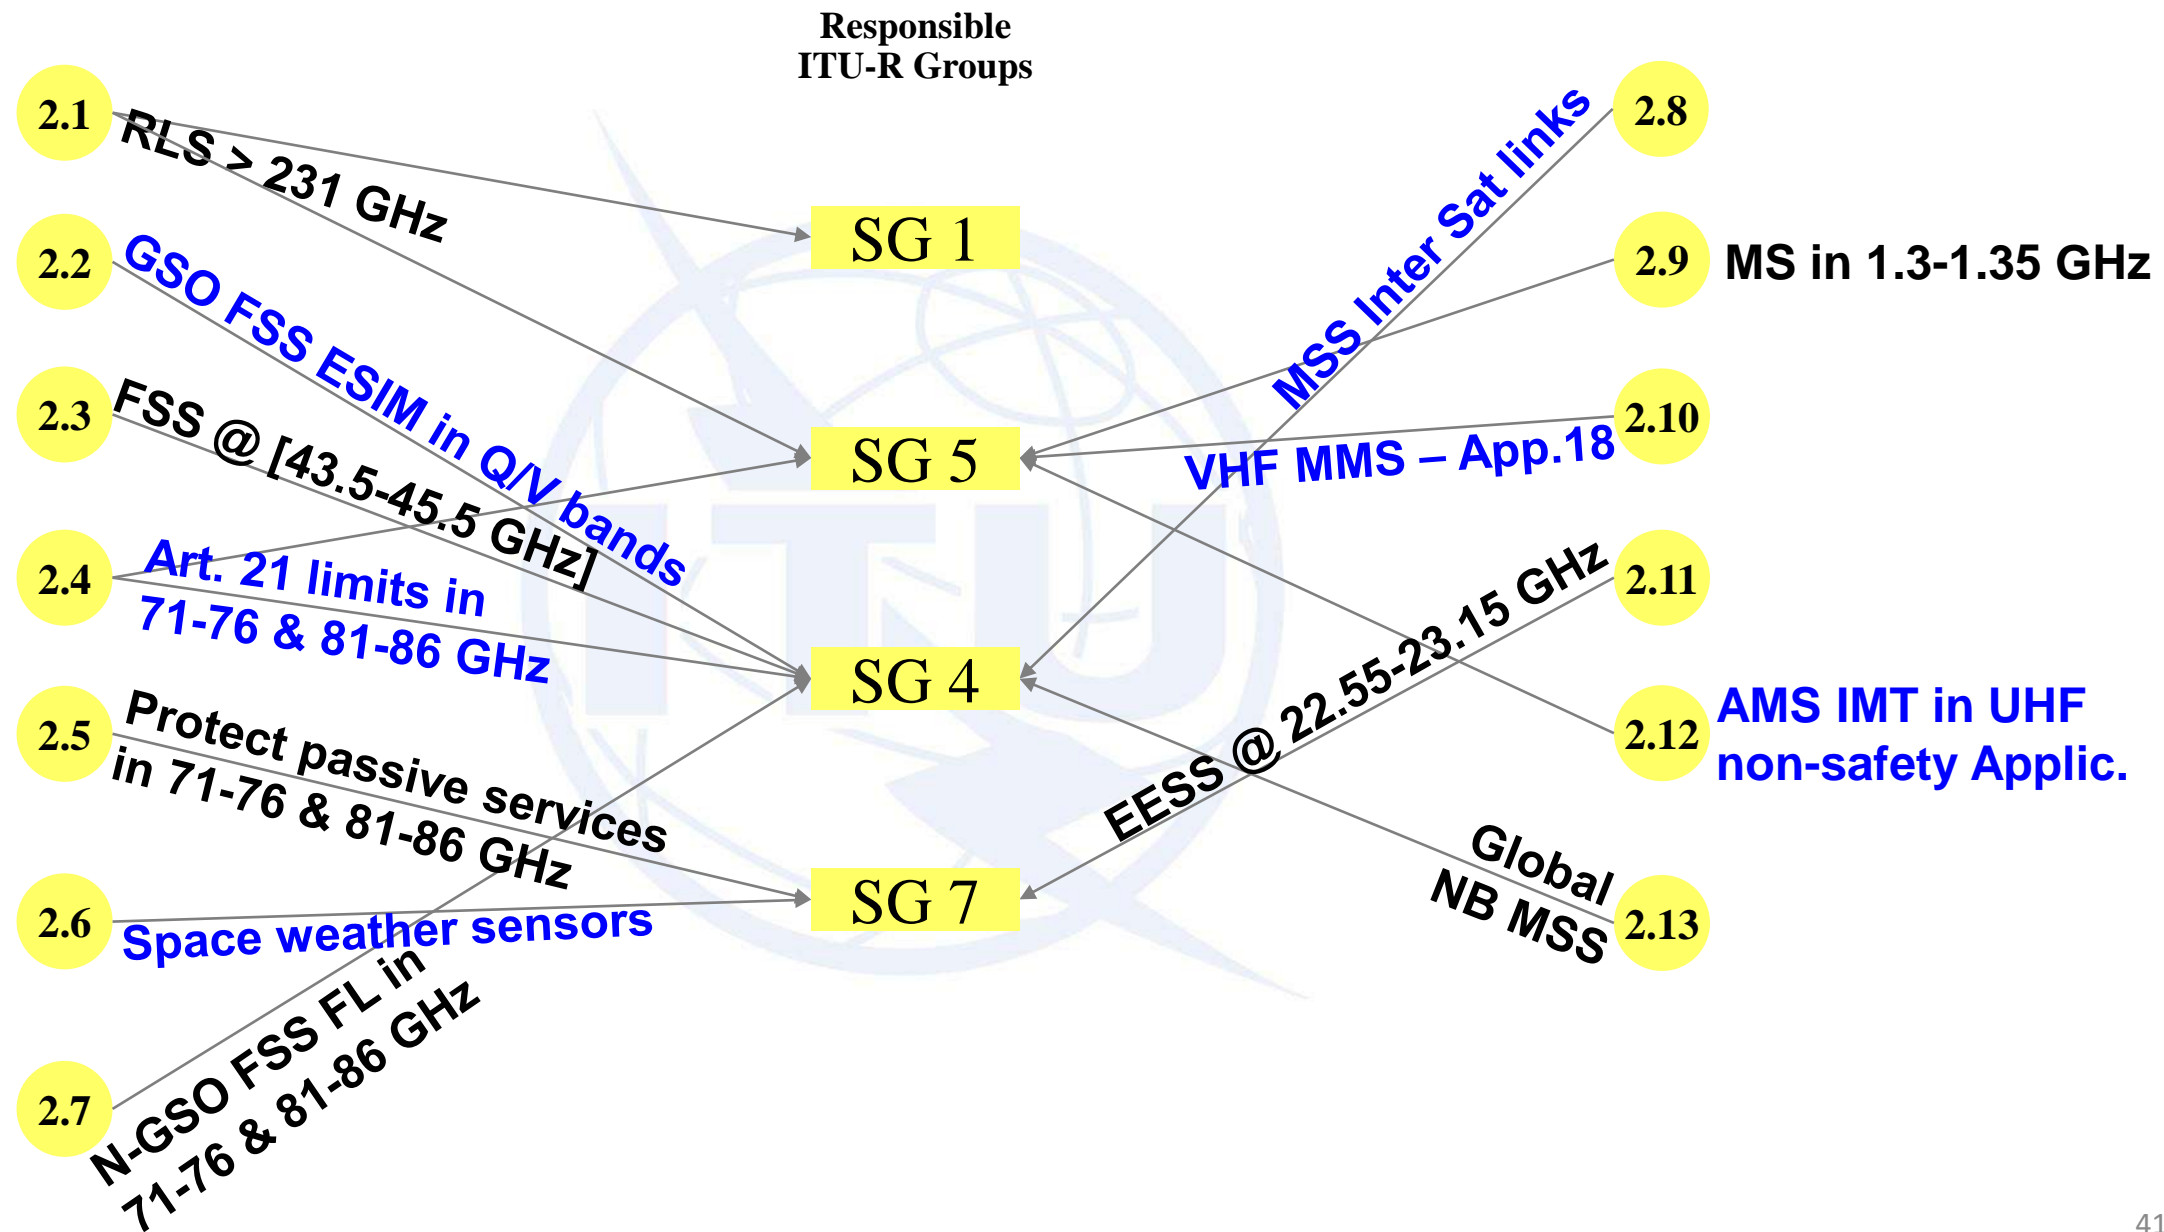 Responsible
ITU-R Groups
2.1
RLS > 231 GHz
2.2
GSO FSS ESIM in Q/V bands
2.3
FSS @ [43.5-45.5 GHz]
2.4
Art. 21 limits in
71-76 & 81-86 GHz
2.5
Protect passive services
in 71-76 & 81-86 GHz
2.6
Space weather sensors
2.7
N-GSO FSS FL in
71-76 & 81-86 GHz
SG 1
SG 5
SG 4
SG 7
ITU
2.8
MSS Inter Sat links
2.9
MS in 1.3-1.35 GHz
2.10
VHF MMS – App.18
2.11
EESS @ 22.55-23.15 GHz
2.12
AMS IMT in UHF
non-safety Applic.
2.13
Global
NB MSS
41